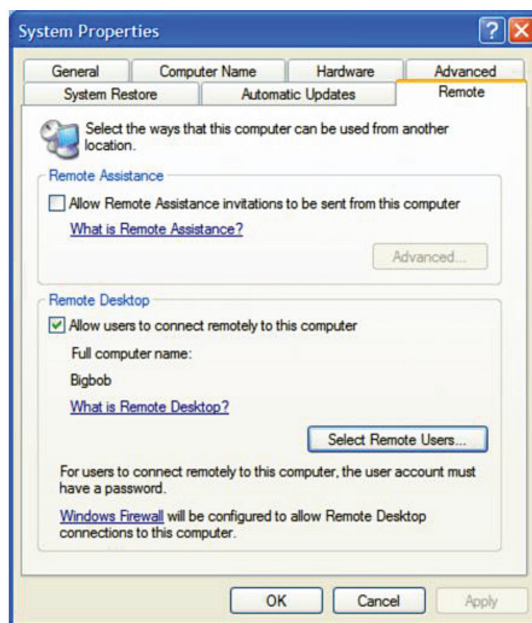 System Properties
General
Computer Name
Hardware
Advanced
System Restore
Automatic Updates
Remote
Select the ways that this computer can be used from another
location.
Remote Assistance
Allow Remote Assistance invitations to be sent from this computer
What is Remote Assistance?
Advanced...
Remote Desktop
Allow users to connect remotely to this computer
Full computer name:
Bigbob
What is Remote Desktop?
Select Remote Users...
For users to connect remotely to this computer, the user account must
have a password.
Windows Firewall will be configured to allow Remote Desktop
connections to this computer.
OK
Cancel
Apply